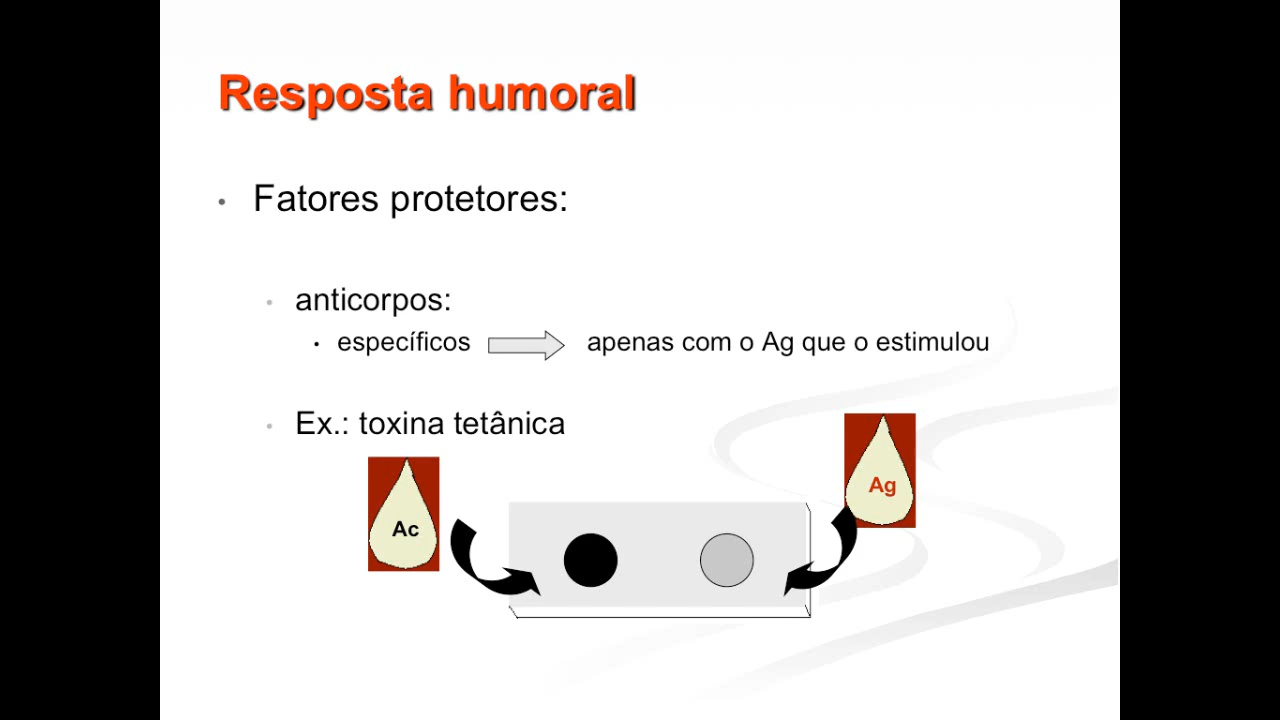 Resposta humoral
Fatores protetores:
anticorpos:
específicos apenas com o Ag que o estimulou
Ex.: toxina tetânica
Ag
Ac